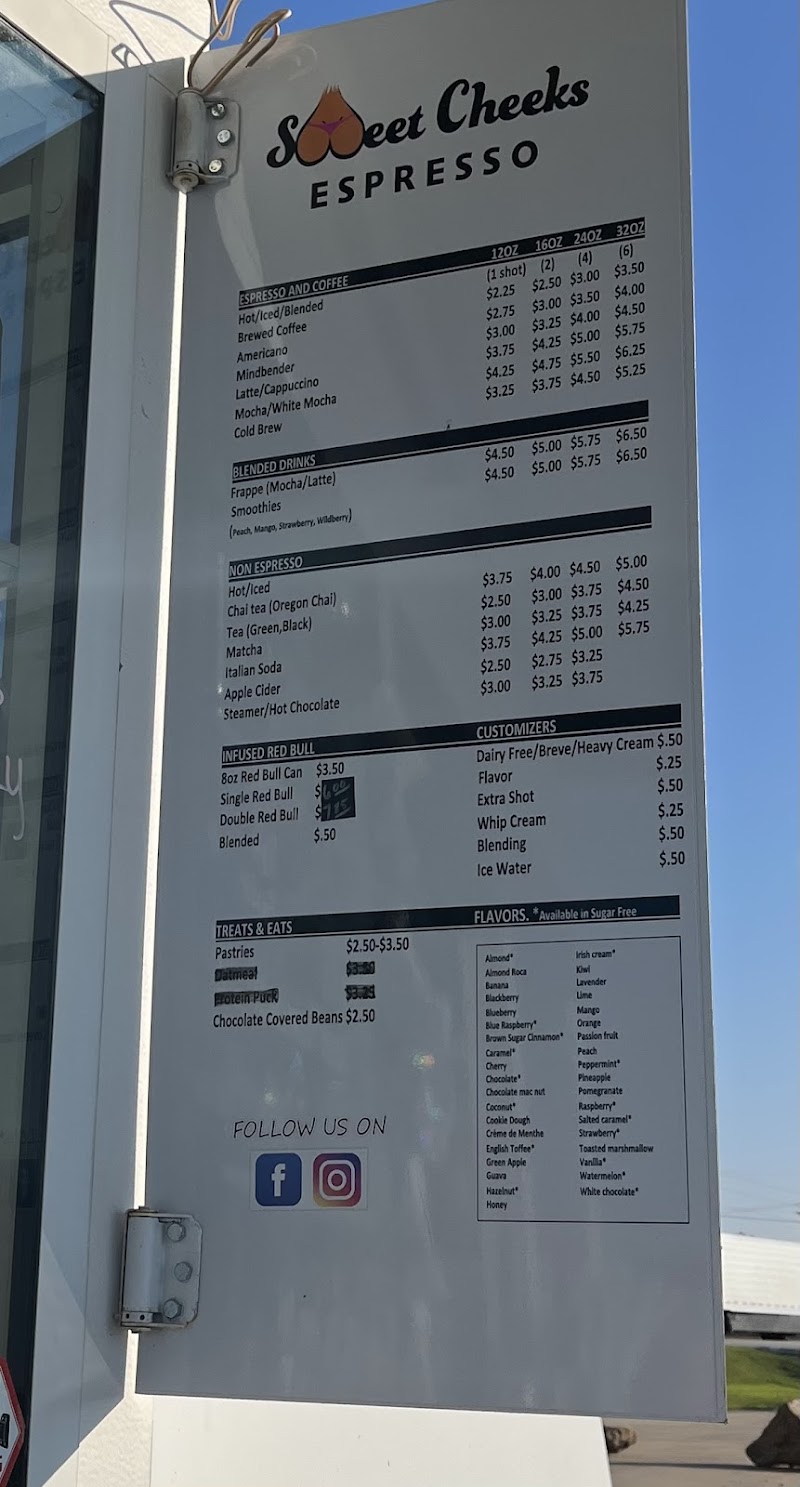 Sweet Cheeks
ESPRESSO
ESPRESSO AND COFFEE 12OZ 16OZ 24OZ 32OZ
Hot/Iced/Blended (1 shot) (2) (4) (6)
Brewed Coffee $2.25 $2.50 $3.00 $3.50
Americano $2.75 $3.00 $3.50 $4.00
Mindbender $3.00 $3.25 $4.00 $4.50
Latte/Cappuccino $3.75 $4.25 $5.00 $5.75
Mocha/White Mocha $4.25 $4.75 $5.50 $6.25
Cold Brew $3.25 $3.75 $4.50 $5.25
BLENDED DRINKS
Frappe (Mocha/Latte) $4.50 $5.00 $5.75 $6.50
Smoothies $4.50 $5.00 $5.75 $6.50
(Peach, Mango, Strawberry, Wildberry)
NON ESPRESSO
Hot/Iced
Chai tea (Oregon Chai) $3.75 $4.00 $4.50 $5.00
Tea (Green,Black) $2.50 $3.00 $3.75 $4.50
Matcha $3.00 $3.25 $3.75 $4.25
Italian Soda $3.75 $4.25 $5.00 $5.75
Apple Cider $2.50 $2.75 $3.25
Steamer/Hot Chocolate $3.00 $3.25 $3.75
INFUSED RED BULL
8oz Red Bull Can $3.50
Single Red Bull $6.00
Double Red Bull $
Blended $.50
CUSTOMIZERS
Dairy Free/Breve/Heavy Cream $.50
Flavor $.25
Extra Shot $.50
Whip Cream $.25
Blending $.50
Ice Water $.50
TREATS & EATS
Pastries $2.50-$3.50
Oatmeal $3.50
Protein Puck $3.25
Chocolate Covered Beans $2.50
FLAVORS. *Available in Sugar Free
Almond*
Almond Roca
Banana
Blackberry
Blueberry
Blue Raspberry*
Brown Sugar Cinnamon*
Caramel*
Cherry
Chocolate*
Chocolate mac nut
Coconut*
Cookie Dough
Crème de Menthe
English Toffee*
Green Apple
Guava
Hazelnut*
Honey
Irish cream*
Kiwi
Lavender
Lime
Mango
Orange
Passion fruit
Peach
Peppermint*
Pineapple
Pomegranate
Raspberry*
Salted caramel*
Strawberry*
Toasted marshmallow
Vanilla*
Watermelon*
White chocolate*
FOLLOW US ON